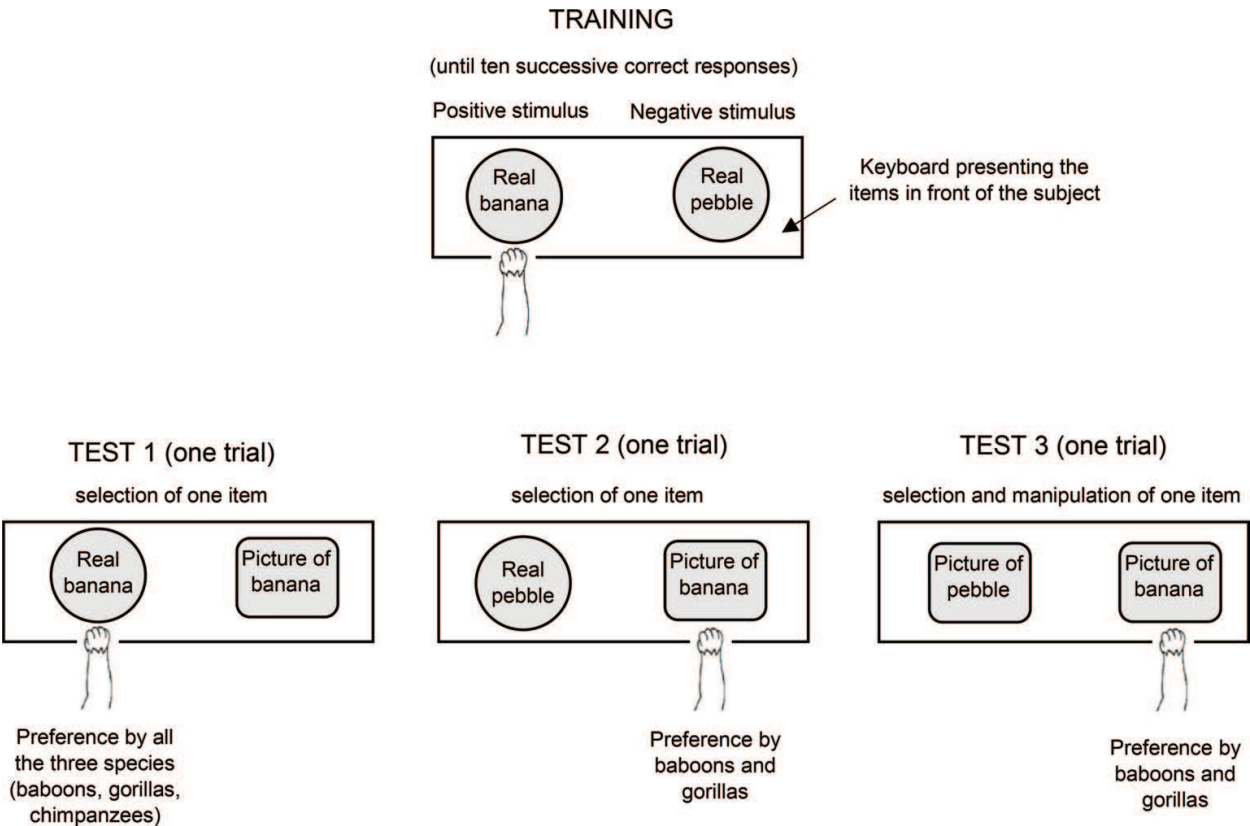 TRAINING
(until ten successive correct responses)
Positive stimulus
Negative stimulus
Real
banana
Real
pebble
Keyboard presenting the
items in front of the subject
TEST 1 (one trial)
selection of one item
Real
banana
Picture of
banana
Preference by all
the three species
(baboons, gorillas,
chimpanzees)
TEST 2 (one trial)
selection of one item
Real
pebble
Picture of
banana
Preference by
baboons and
gorillas
TEST 3 (one trial)
selection and manipulation of one item
Picture of
pebble
Picture of
banana
Preference by
baboons and
gorillas